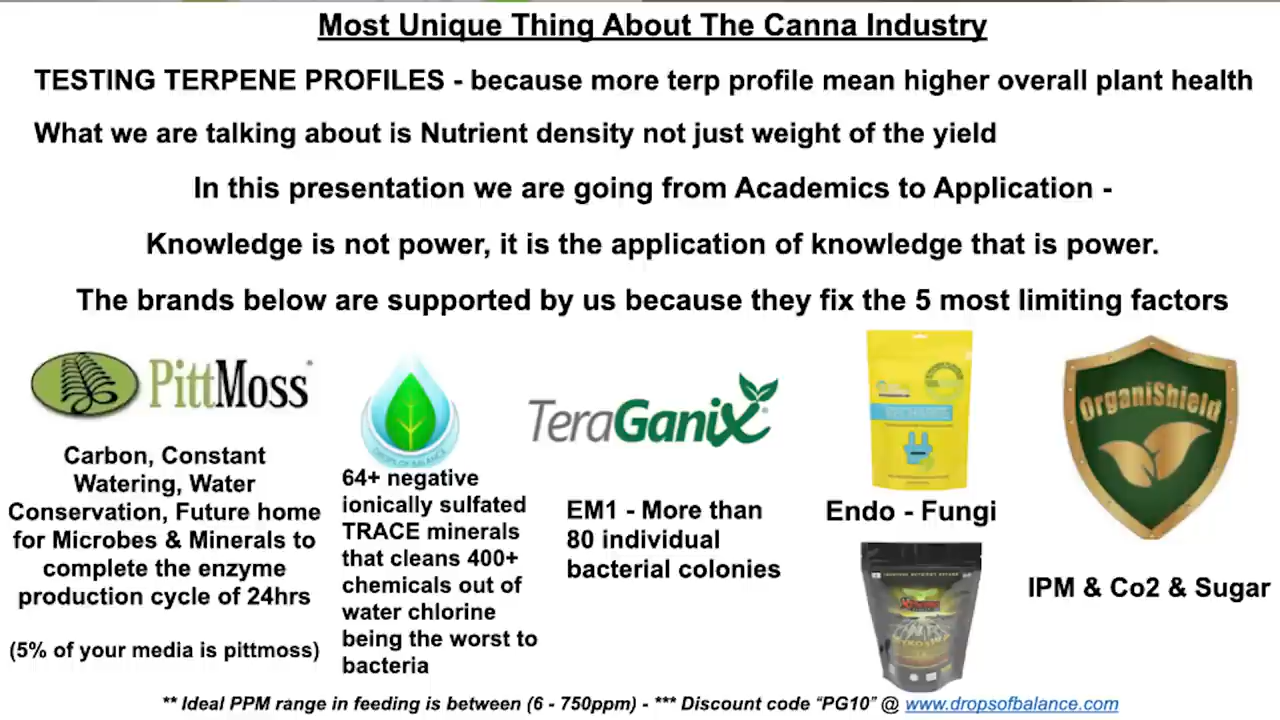 Most Unique Thing About The Canna Industry
TESTING TERPENE PROFILES - because more terp profile mean higher overall plant health
What we are talking about is Nutrient density not just weight of the yield
In this presentation we are going from Academics to Application -
Knowledge is not power, it is the application of knowledge that is power.
The brands below are supported by us because they fix the 5 most limiting factors
PittMoss®
Carbon, Constant
Watering, Water
Conservation, Future home
for Microbes & Minerals to
complete the enzyme
production cycle of 24hrs
(5% of your media is pittmoss)
DROPS OF BALANCE
64+ negative
ionically sulfated
TRACE minerals
that cleans 400+
chemicals out of
water chlorine
being the worst to
bacteria
TeraGanix®
EM1 - More than
80 individual
bacterial colonies
Endo - Fungi
OrganiShield
IPM & Co2 & Sugar
** Ideal PPM range in feeding is between (6 - 750ppm) - *** Discount code “PG10” @ www.dropsofbalance.com